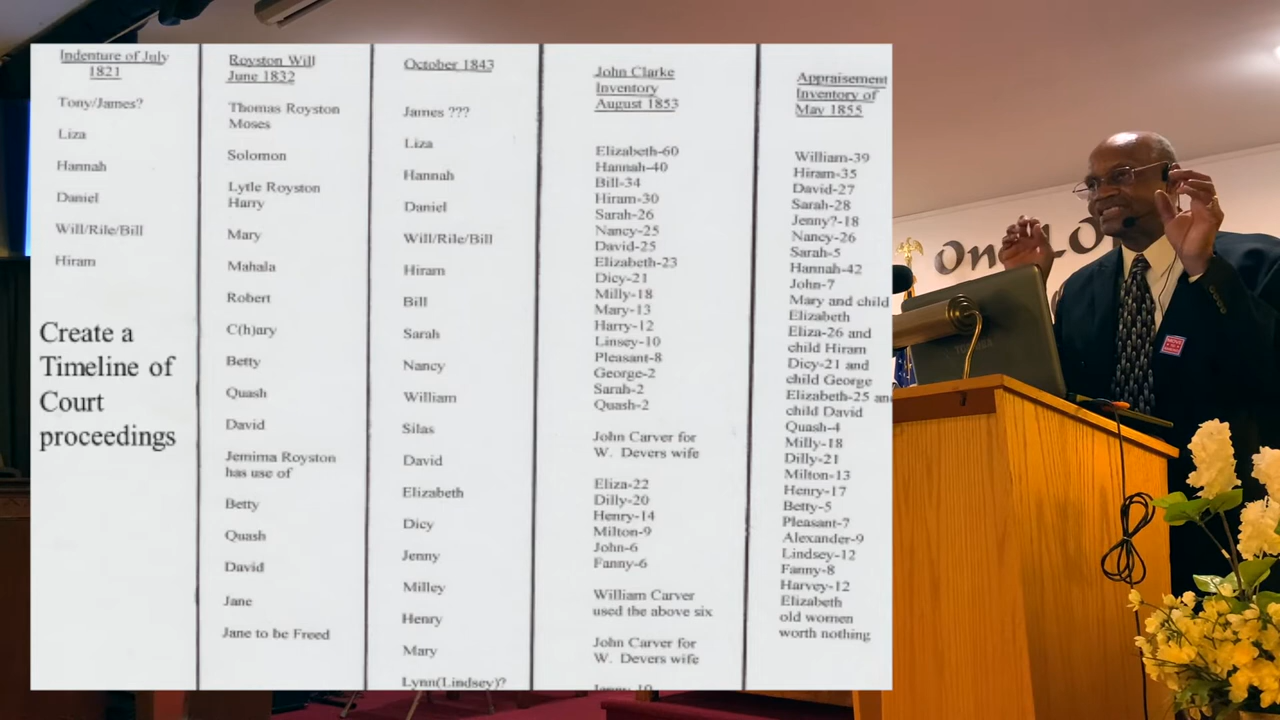 Indenture of July
1821
Tony/James?
Liza
Hannah
Daniel
Will/Rile/Bill
Hiram
Create a
Timeline of
Court
proceedings
Royston Will
June 1832
Thomas Royston
Moses
Solomon
Lytle Royston
Harry
Mary
Mahala
Robert
C(h)ary
Betty
Quash
David
Jemima Royston
has use of
Betty
Quash
David
Jane
Jane to be Freed
October 1843
James ???
Liza
Hannah
Daniel
Will/Rile/Bill
Hiram
Bill
Sarah
Nancy
William
Silas
David
Elizabeth
Dicy
Jenny
Milley
Henry
Mary
Lynn(Lindsey)?
John Clarke
Inventory
August 1853
Elizabeth-60
Hannah-40
Bill-34
Hiram-30
Sarah-26
Nancy-25
David-25
Elizabeth-23
Dicy-21
Milly-18
Mary-13
Harry-12
Linsey-10
Pleasant-8
George-2
Sarah-2
Quash-2
John Carver for
W. Devers wife
Eliza-22
Dilly-20
Henry-14
Milton-9
John-6
Fanny-6
William Carver
used the above six
John Carver for
W. Devers wife
Appraisement
Inventory of
May 1855
William-39
Hiram-35
David-27
Sarah-28
Jenny?-18
Nancy-26
Sarah-5
Hannah-42
John-7
Mary and child
Elizabeth
Eliza-26 and
child Hiram
Dicy-21 and
child George
Elizabeth-25 and
child David
Quash-4
Milly-18
Dilly-21
Milton-13
Henry-17
Betty-5
Pleasant-7
Alexander-9
Lindsey-12
Fanny-8
Harvey-12
Elizabeth
old women
worth nothing
One